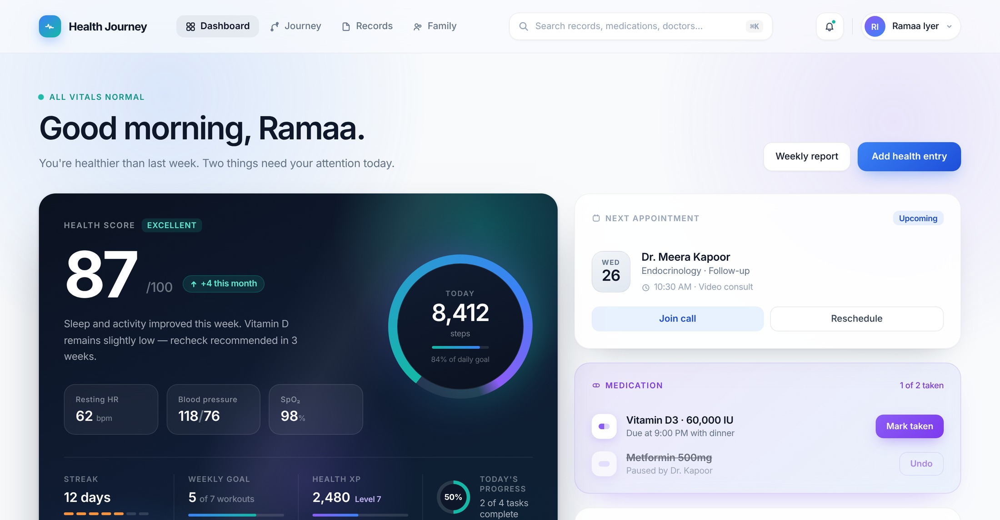 Health Journey
Dashboard
Journey
Records
Family
Search records, medications, doctors...
⌘K
RI
Ramaa Iyer
ALL VITALS NORMAL
Good morning, Ramaa.
You're healthier than last week. Two things need your attention today.
Weekly report
Add health entry
HEALTH SCORE
EXCELLENT
87 /100
+4 this month
Sleep and activity improved this week. Vitamin D
remains slightly low — recheck recommended in 3
weeks.
TODAY
8,412
steps
84% of daily goal
Resting HR
62 bpm
Blood pressure
118/76
SpO₂
98%
STREAK
12 days
WEEKLY GOAL
5 of 7 workouts
HEALTH XP
2,480 Level 7
50%
TODAY'S
PROGRESS
2 of 4 tasks
complete
NEXT APPOINTMENT
Upcoming
WED
26
Dr. Meera Kapoor
Endocrinology · Follow-up
10:30 AM · Video consult
Join call
Reschedule
MEDICATION
1 of 2 taken
Vitamin D3 · 60,000 IU
Due at 9:00 PM with dinner
Mark taken
Metformin 500mg
Paused by Dr. Kapoor
Undo